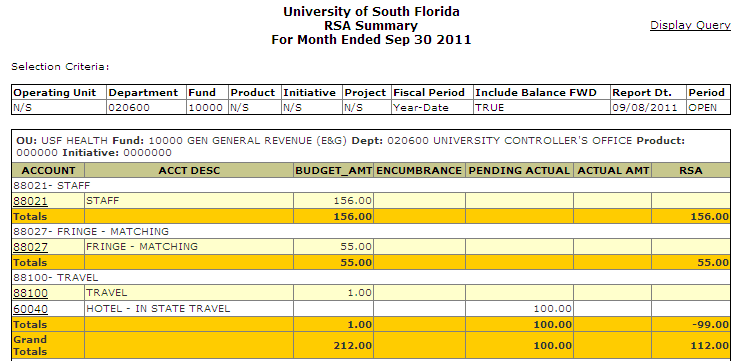 University of South Florida
RSA Summary
For Month Ended Sep 30 2011
Display Query
Selection Criteria:
Operating Unit Department Fund Product Initiative Project Fiscal Period Include Balance FWD Report Dt. Period
N/S 020600 10000 N/S N/S N/S Year-Date TRUE 09/08/2011 OPEN
OU: USF HEALTH Fund: 10000 GEN GENERAL REVENUE (E&G) Dept: 020600 UNIVERSITY CONTROLLER'S OFFICE Product:
000000 Initiative: 0000000
ACCOUNT ACCT DESC BUDGET_AMT ENCUMBRANCE PENDING ACTUAL ACTUAL AMT RSA
88021- STAFF
88021 STAFF 156.00
Totals 156.00 156.00
88027- FRINGE - MATCHING
88027 FRINGE - MATCHING 55.00
Totals 55.00 55.00
88100- TRAVEL
88100 TRAVEL 1.00
60040 HOTEL - IN STATE TRAVEL 100.00
Totals 1.00 100.00 -99.00
Grand
Totals 212.00 100.00 112.00